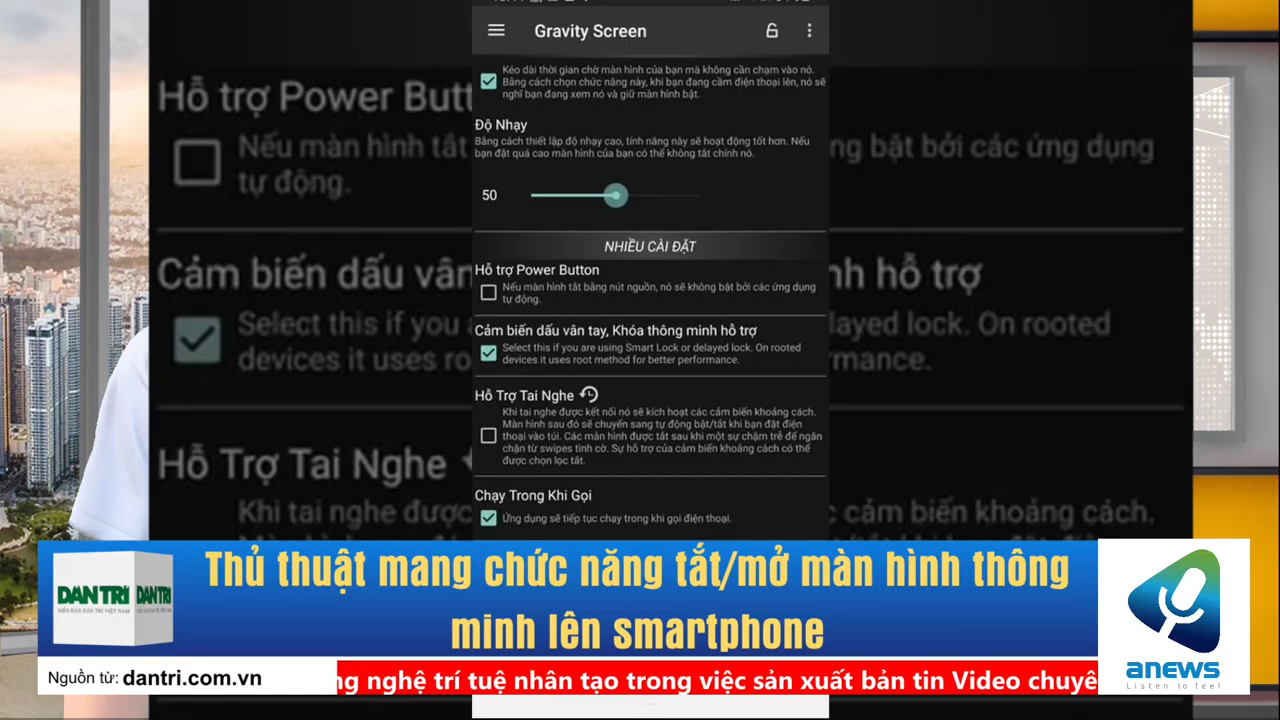 Gravity Screen
Kéo dài thời gian chờ màn hình của bạn mà không cần chạm vào nó.
Bằng cách chọn chức năng này, khi bạn đang cầm điện thoại lên, nó sẽ
nghĩ bạn đang xem nó và giữ màn hình bật.
Độ Nhạy
Bằng cách thiết lập độ nhạy cao, tính năng này sẽ hoạt động tốt hơn. Nếu
bạn đặt quá cao màn hình của bạn có thể không tắt chính nó.
50
NHIỀU CÀI ĐẶT
Hỗ trợ Power Button
Nếu màn hình tắt bằng nút nguồn, nó sẽ không bật bởi các ứng dụng
tự động.
Cảm biến dấu vân tay, Khóa thông minh hỗ trợ
Select this if you are using Smart Lock or delayed lock. On rooted
devices it uses root method for better performance.
Hỗ Trợ Tai Nghe
Khi tai nghe được kết nối nó sẽ kích hoạt các cảm biến khoảng cách.
Màn hình sau đó sẽ chuyển sang tự động bật/tắt khi bạn đặt điện
thoại vào túi. Các màn hình được tắt sau khi một sự chậm trễ để ngăn
chặn từ swipes tình cờ. Sự hỗ trợ của cảm biến khoảng cách có thể
được chọn lọc tắt.
Chạy Trong Khi Gọi
Ứng dụng sẽ tiếp tục chạy trong khi gọi điện thoại.
Hỗ trợ Power Butt
Nếu màn hình tắt
ng bật bởi các ứng dụng
tự động.
Cảm biến dấu vân
nh hỗ trợ
Select this if you a
elayed lock. On rooted
devices it uses roo
rmance.
Hỗ Trợ Tai Nghe
Khi tai nghe được
c cảm biến khoảng cách.
DAN TRI DAN TRI
DIỄN ĐÀN DÂN TRÍ VIỆT NAM
Thủ thuật mang chức năng tắt/mở màn hình thông
minh lên smartphone
Nguồn từ: dantri.com.vn
ng nghệ trí tuệ nhân tạo trong việc sản xuất bản tin Video chuyê
anews
Listen to feel